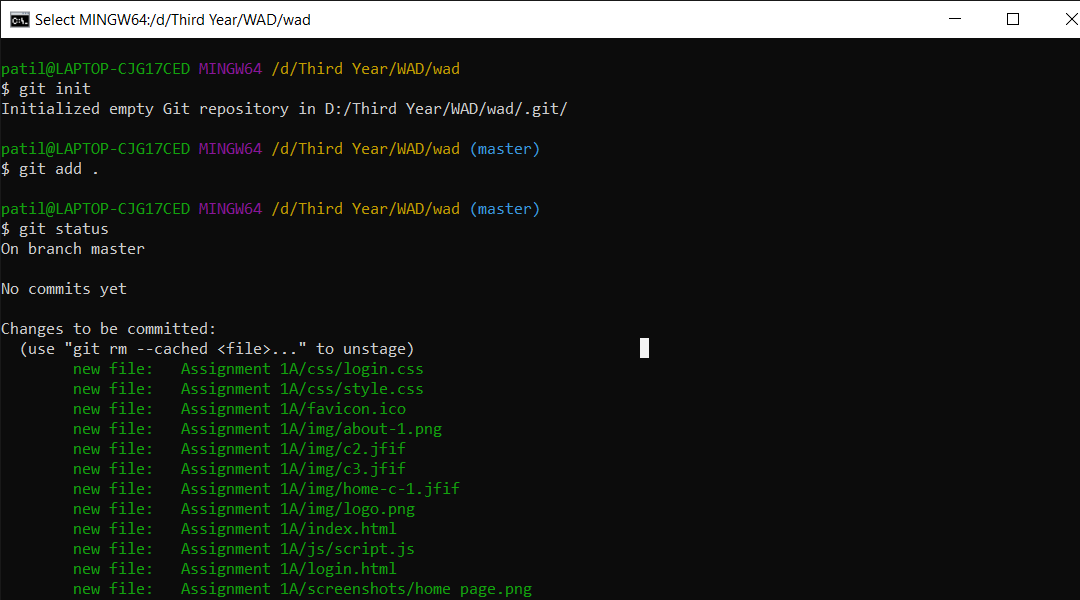 Select MINGW64:/d/Third Year/WAD/wad
patil@LAPTOP-CJG17CED MINGW64 /d/Third Year/WAD/wad
$ git init
Initialized empty Git repository in D:/Third Year/WAD/wad/.git/
patil@LAPTOP-CJG17CED MINGW64 /d/Third Year/WAD/wad (master)
$ git add .
patil@LAPTOP-CJG17CED MINGW64 /d/Third Year/WAD/wad (master)
$ git status
On branch master
No commits yet
Changes to be committed:
  (use "git rm --cached <file>..." to unstage)
        new file:   Assignment 1A/css/login.css
        new file:   Assignment 1A/css/style.css
        new file:   Assignment 1A/favicon.ico
        new file:   Assignment 1A/img/about-1.png
        new file:   Assignment 1A/img/c2.jfif
        new file:   Assignment 1A/img/c3.jfif
        new file:   Assignment 1A/img/home-c-1.jfif
        new file:   Assignment 1A/img/logo.png
        new file:   Assignment 1A/index.html
        new file:   Assignment 1A/js/script.js
        new file:   Assignment 1A/login.html
        new file:   Assignment 1A/screenshots/home page.png